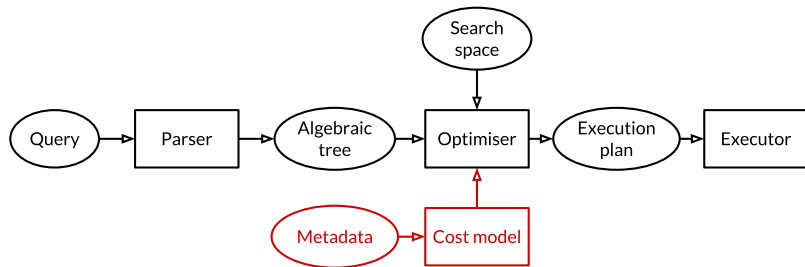 Search
space
Query
Parser
Algebraic
tree
Optimiser
Execution
plan
Executor
Metadata
Cost model